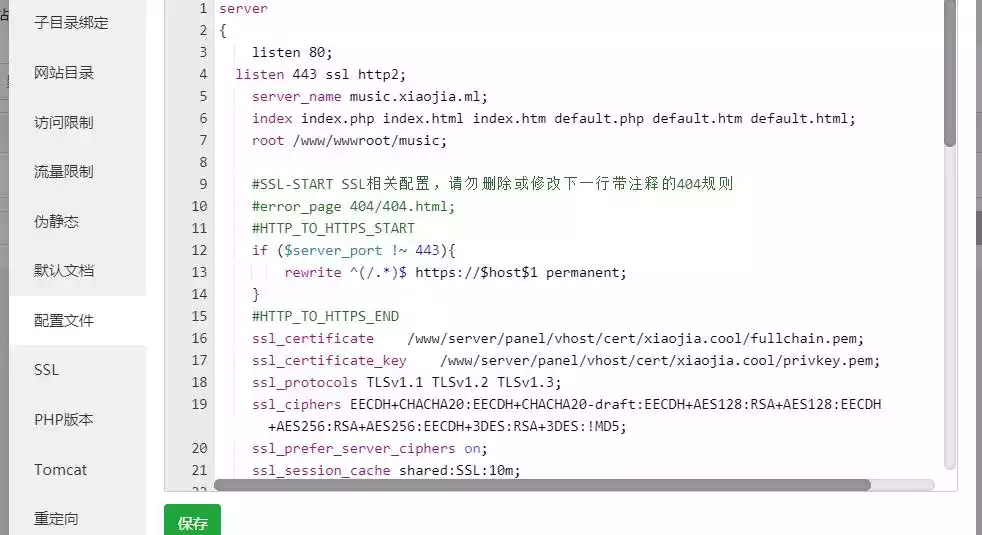 子目录绑定
网站目录
访问限制
流量限制
伪静态
默认文档
配置文件
SSL
PHP版本
Tomcat
重定向
1 server
2 {
3 listen 80;
4 listen 443 ssl http2;
5 server_name music.xiaojia.ml;
6 index index.php index.html index.htm default.php default.htm default.html;
7 root /www/wwwroot/music;
8
9 #SSL-START SSL相关配置，请勿删除或修改下一行带注释的404规则
10 #error_page 404/404.html;
11 #HTTP_TO_HTTPS_START
12 if ($server_port !~ 443){
13 rewrite ^(/.*)$ https://$host$1 permanent;
14 }
15 #HTTP_TO_HTTPS_END
16 ssl_certificate /www/server/panel/vhost/cert/xiaojia.cool/fullchain.pem;
17 ssl_certificate_key /www/server/panel/vhost/cert/xiaojia.cool/privkey.pem;
18 ssl_protocols TLSv1.1 TLSv1.2 TLSv1.3;
19 ssl_ciphers EECDH+CHACHA20:EECDH+CHACHA20-draft:EECDH+AES128:RSA+AES128:EECDH
+AES256:RSA+AES256:EECDH+3DES:RSA+3DES:!MD5;
20 ssl_prefer_server_ciphers on;
21 ssl_session_cache shared:SSL:10m;
保存